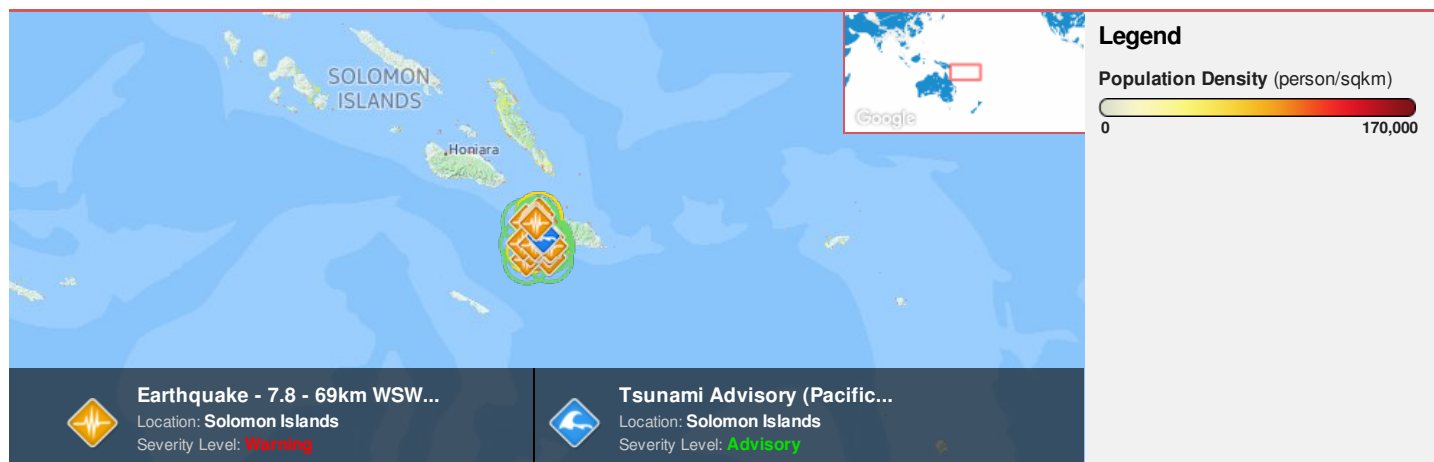 SOLOMON
ISLANDS
Honiara
Google
Legend
Population Density (person/sqkm)
0 170,000
Earthquake - 7.8 - 69km WSW...
Location: Solomon Islands
Severity Level: Warning
Tsunami Advisory (Pacific...
Location: Solomon Islands
Severity Level: Advisory